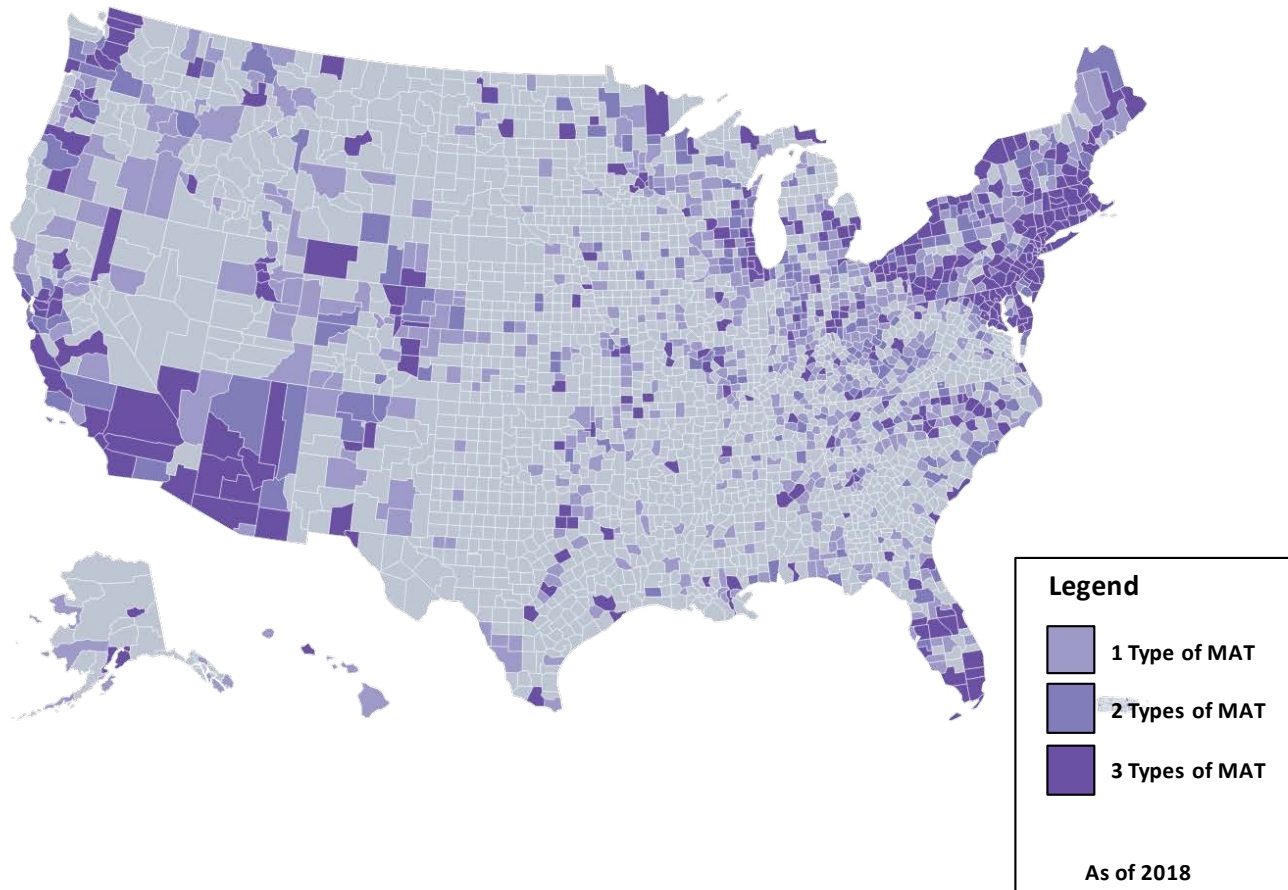 Legend
1 Type of MAT
2 Types of MAT
3 Types of MAT
As of 2018